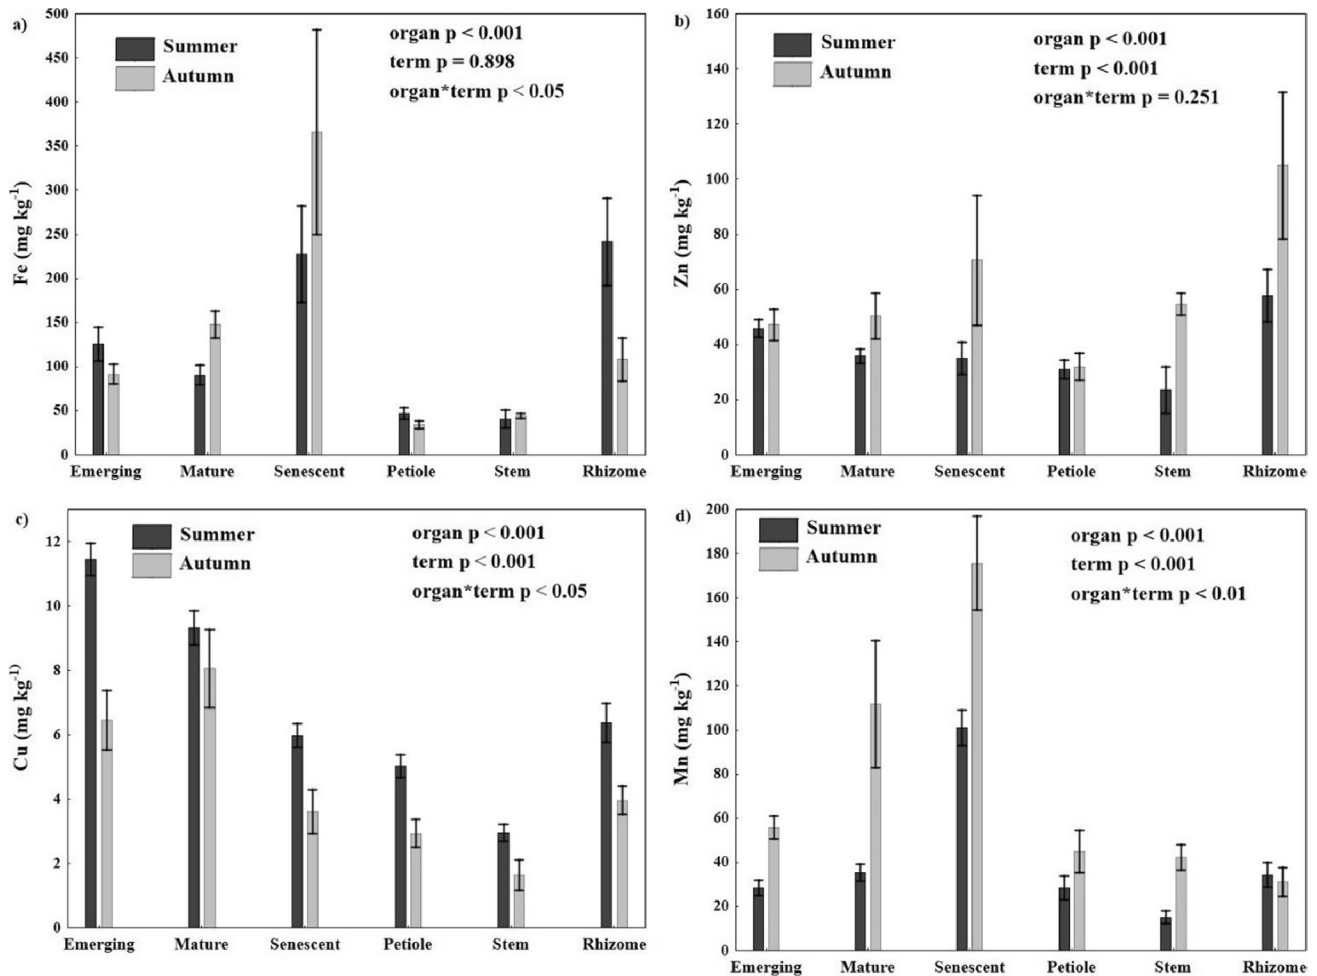 a)
500
450
400
350
300
250
200
150
100
50
0
Fe (mg kg-1)
Summer
Autumn
organ p < 0.001
term p = 0.898
organ*term p < 0.05
Emerging Mature Senescent Petiole Stem Rhizome
b)
160
140
120
100
80
60
40
20
0
Zn (mg kg-1)
Summer
Autumn
organ p < 0.001
term p < 0.001
organ*term p = 0.251
Emerging Mature Senescent Petiole Stem Rhizome
c)
12
10
8
6
4
2
0
Cu (mg kg-1)
Summer
Autumn
organ p < 0.001
term p < 0.001
organ*term p < 0.05
Emerging Mature Senescent Petiole Stem Rhizome
d)
200
180
160
140
120
100
80
60
40
20
0
Mn (mg kg-1)
Summer
Autumn
organ p < 0.001
term p < 0.001
organ*term p < 0.01
Emerging Mature Senescent Petiole Stem Rhizome